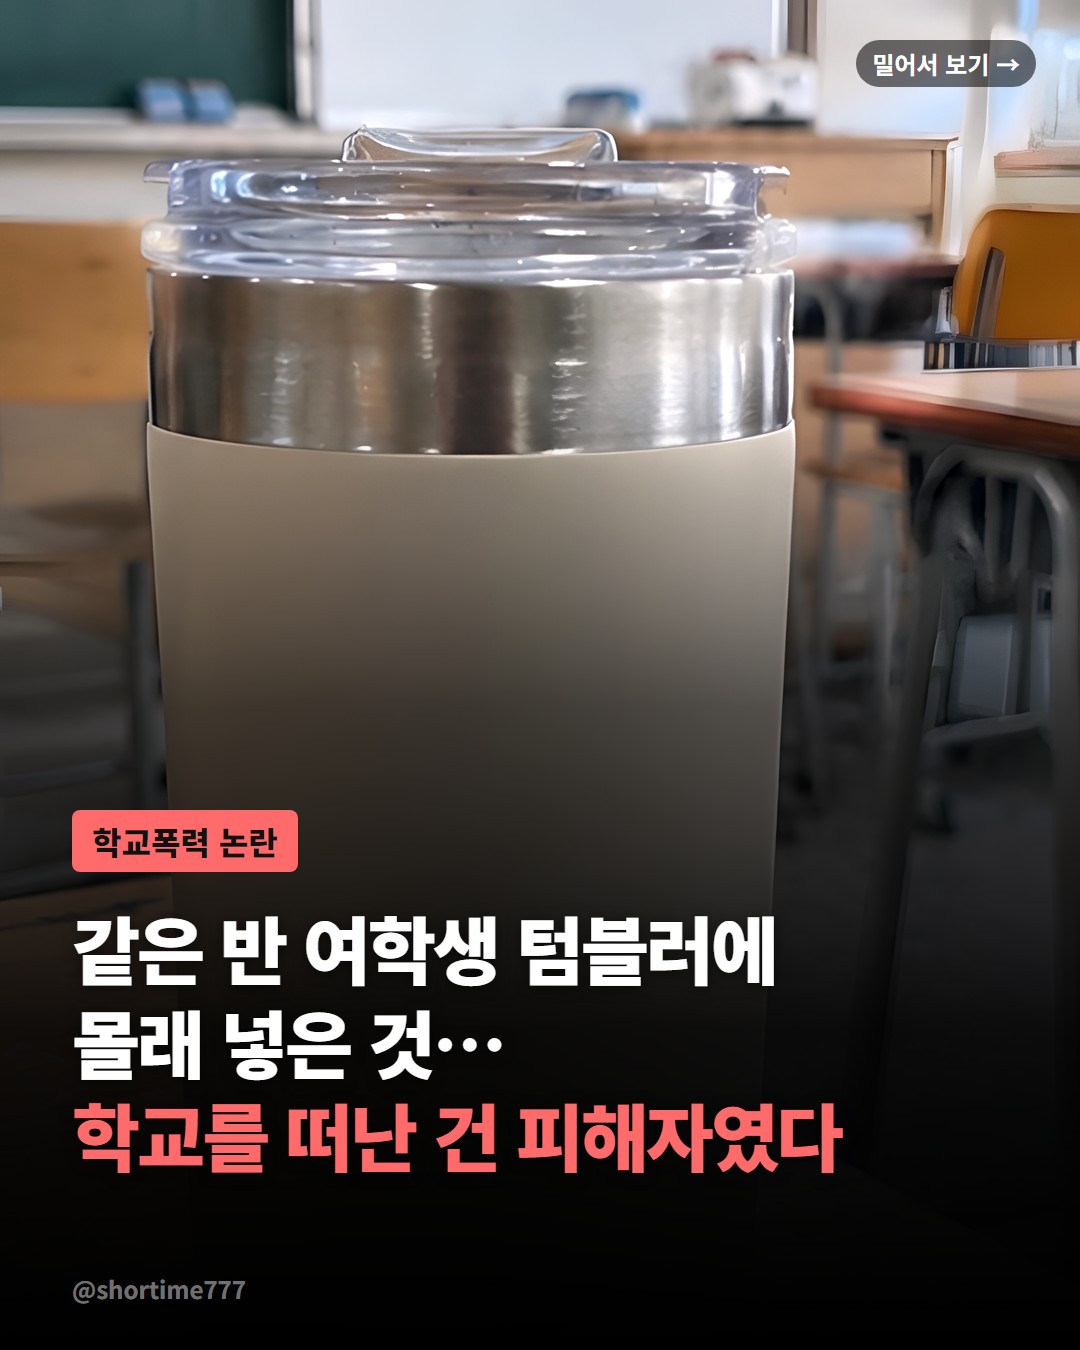 밀어서 보기 →
학교폭력 논란
같은 반 여학생 텀블러에
몰래 넣은 것…
학교를 떠난 건 피해자였다
@shortime777